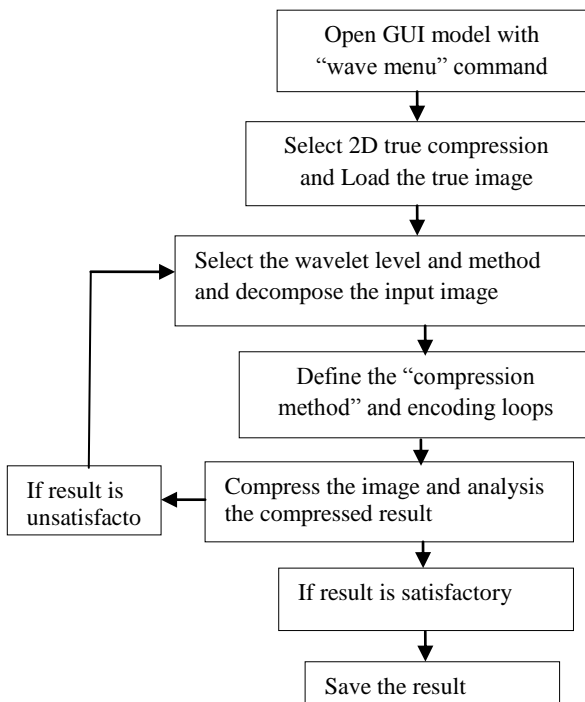 Open GUI model with
“wave menu” command
Select 2D true compression
and Load the true image
Select the wavelet level and method
and decompose the input image
Define the “compression
method” and encoding loops
If result is
unsatisfacto
Compress the image and analysis
the compressed result
If result is satisfactory
Save the result